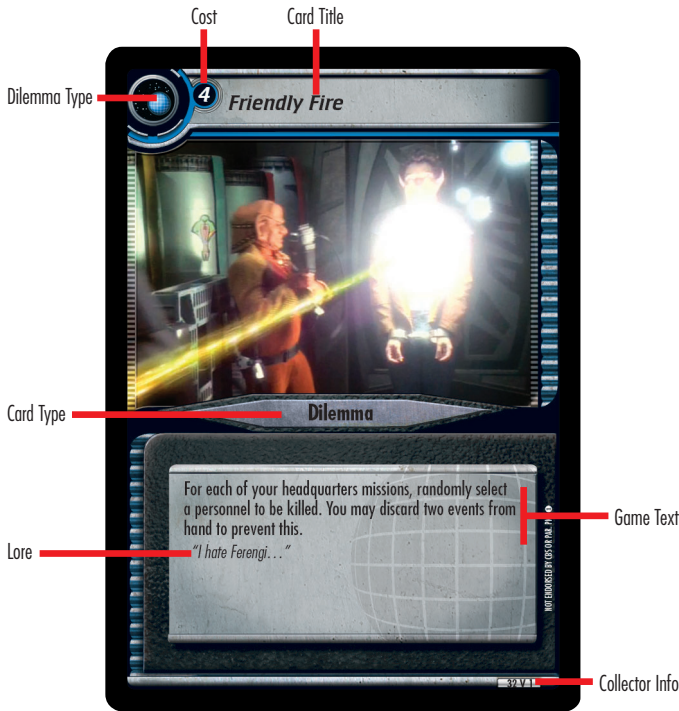 Cost
Card Title
Dilemma Type
4
Friendly Fire
Card Type
Dilemma
For each of your headquarters missions, randomly select
a personnel to be killed. You may discard two events from
hand to prevent this.
Game Text
Lore
"I hate Ferengi. . ."
NOT ENDORSED BY CBS OR PAR. PIC
32 V 1
Collector Info